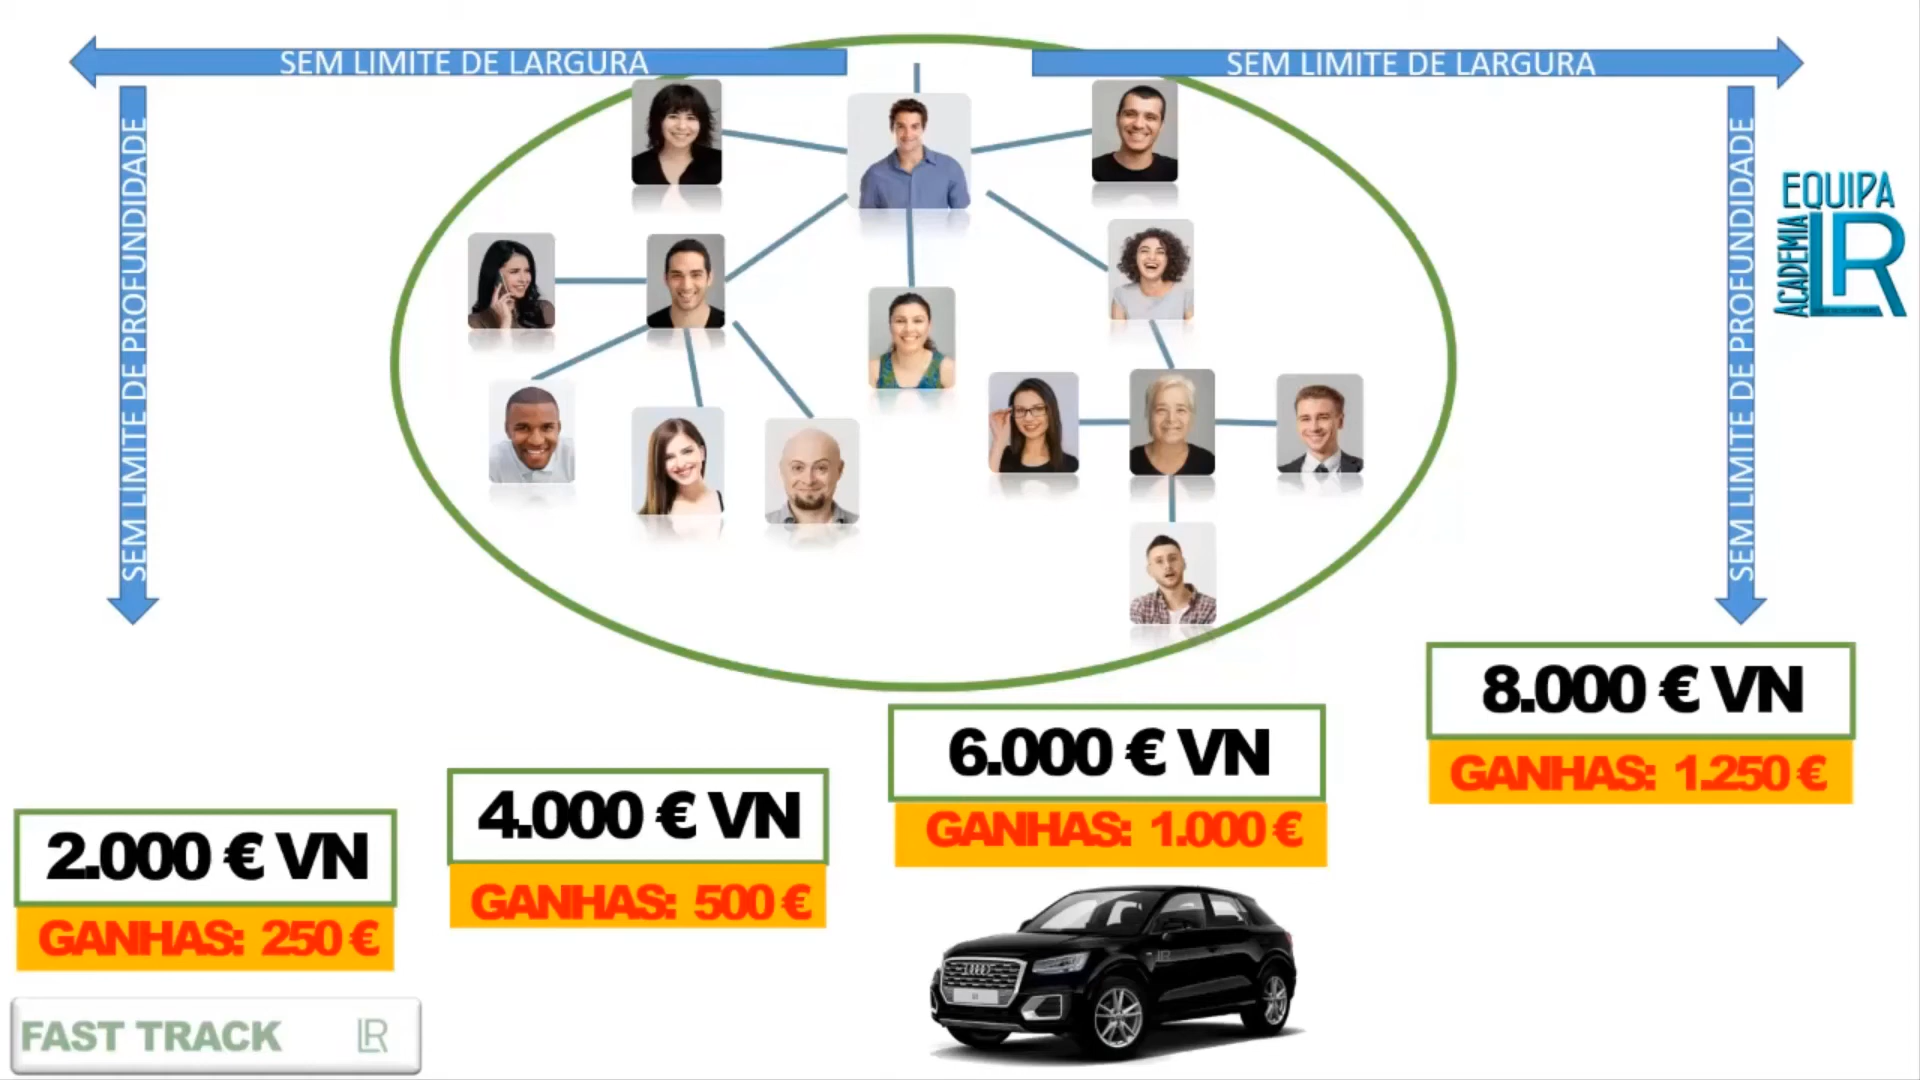 SEM LIMITE DE LARGURA
SEM LIMITE DE LARGURA
SEM LIMITE DE PROFUNDIDADE
SEM LIMITE DE PROFUNDIDADE
EQUIPA
ACADEMIA
LR
8.000 € VN
GANHAS: 1.250 €
6.000 € VN
GANHAS: 1.000 €
4.000 € VN
GANHAS: 500 €
2.000 € VN
GANHAS: 250 €
FAST TRACK LR